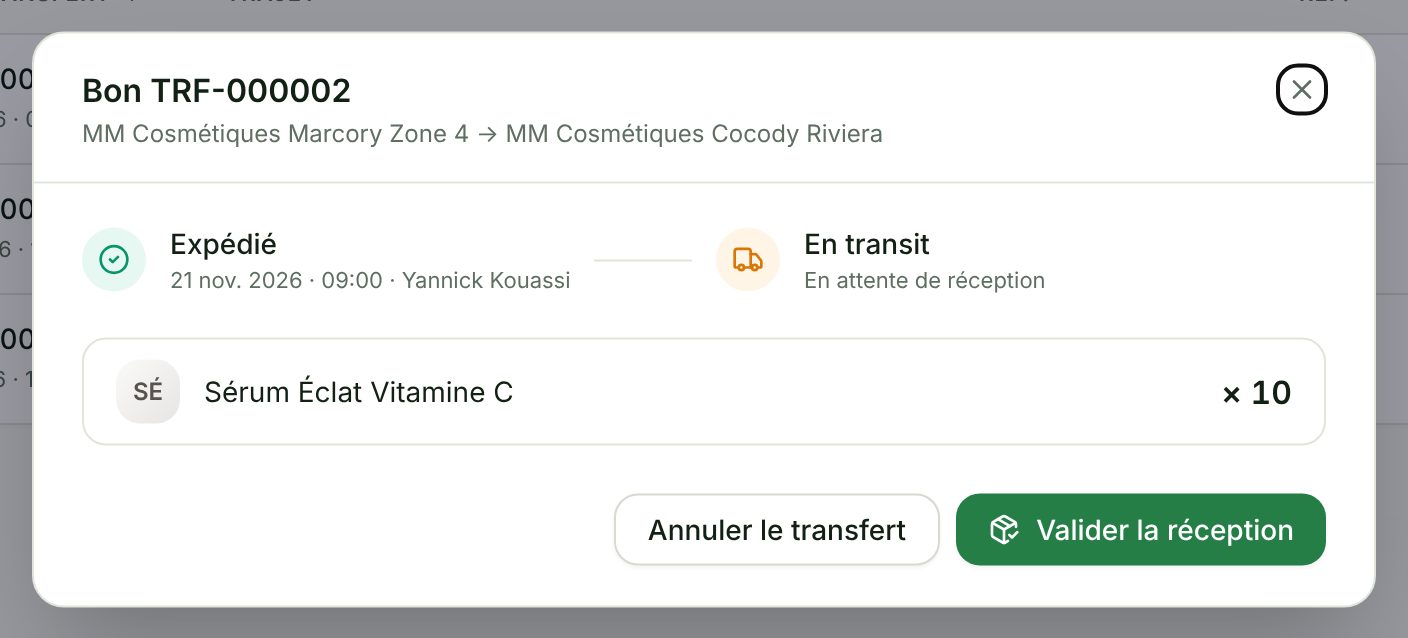 Bon TRF-000002
MM Cosmétiques Marcory Zone 4 → MM Cosmétiques Cocody Riviera
Expédié
21 nov. 2026 · 09:00 · Yannick Kouassi
En transit
En attente de réception
SÉ
Sérum Éclat Vitamine C
× 10
Annuler le transfert
Valider la réception